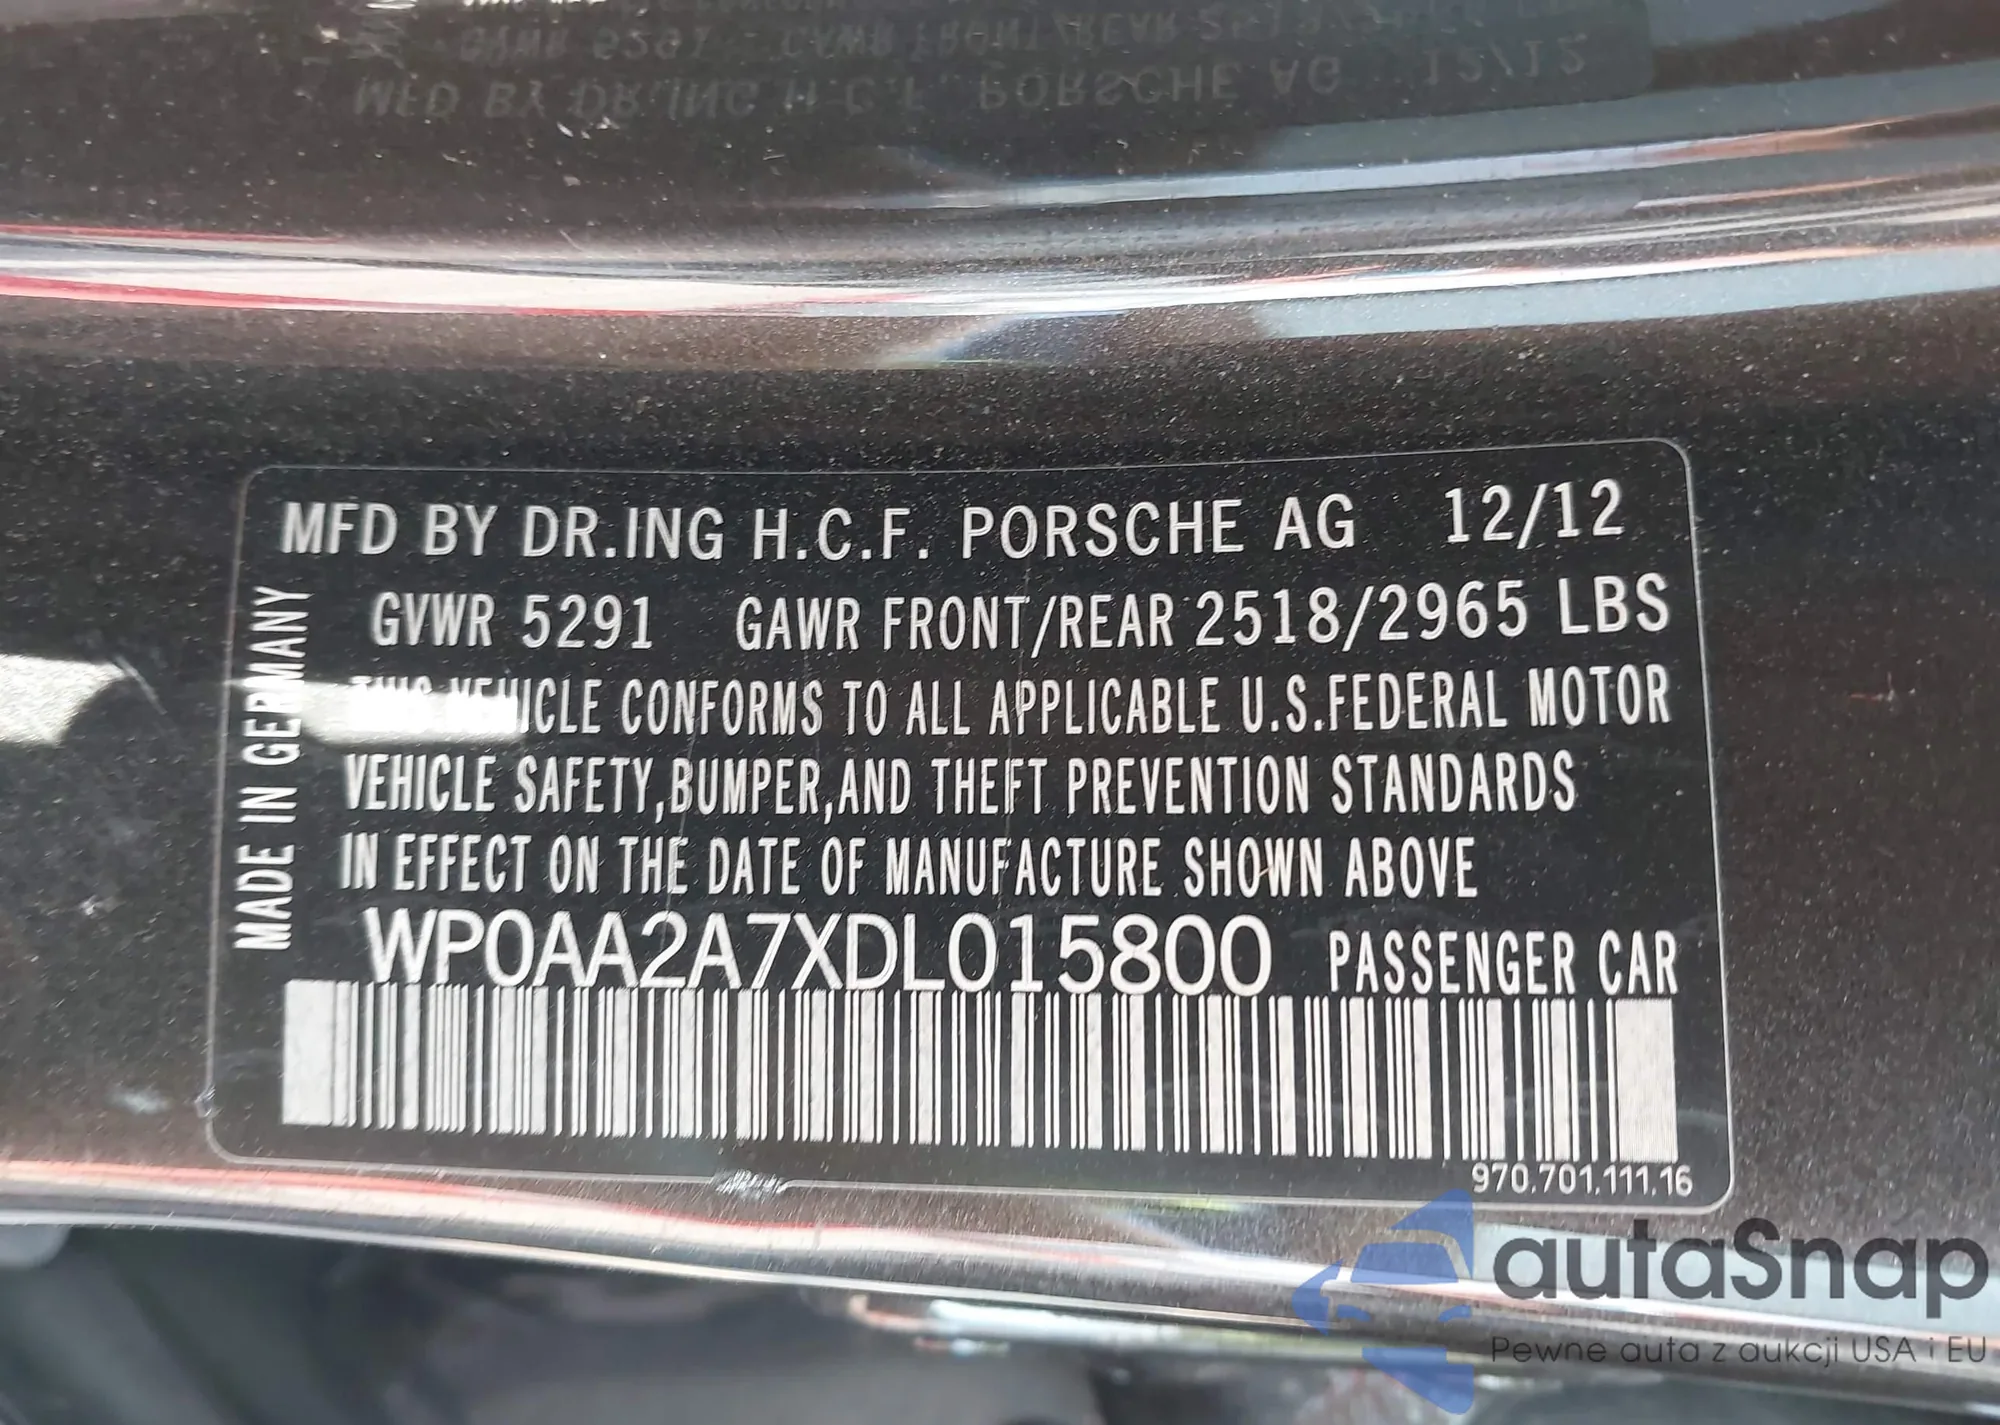 MFD BY DR.ING H.C.F. PORSCHE AG 12/12
GVWR 5291 GAWR FRONT/REAR 2518/2965 LBS
THIS VEHICLE CONFORMS TO ALL APPLICABLE U.S.FEDERAL MOTOR
VEHICLE SAFETY,BUMPER,AND THEFT PREVENTION STANDARDS
IN EFFECT ON THE DATE OF MANUFACTURE SHOWN ABOVE
WP0AA2A7XDL015800 PASSENGER CAR
970.701.111.16
MADE IN GERMANY
autaSnap
Pewne auta z aukcji USA i EU